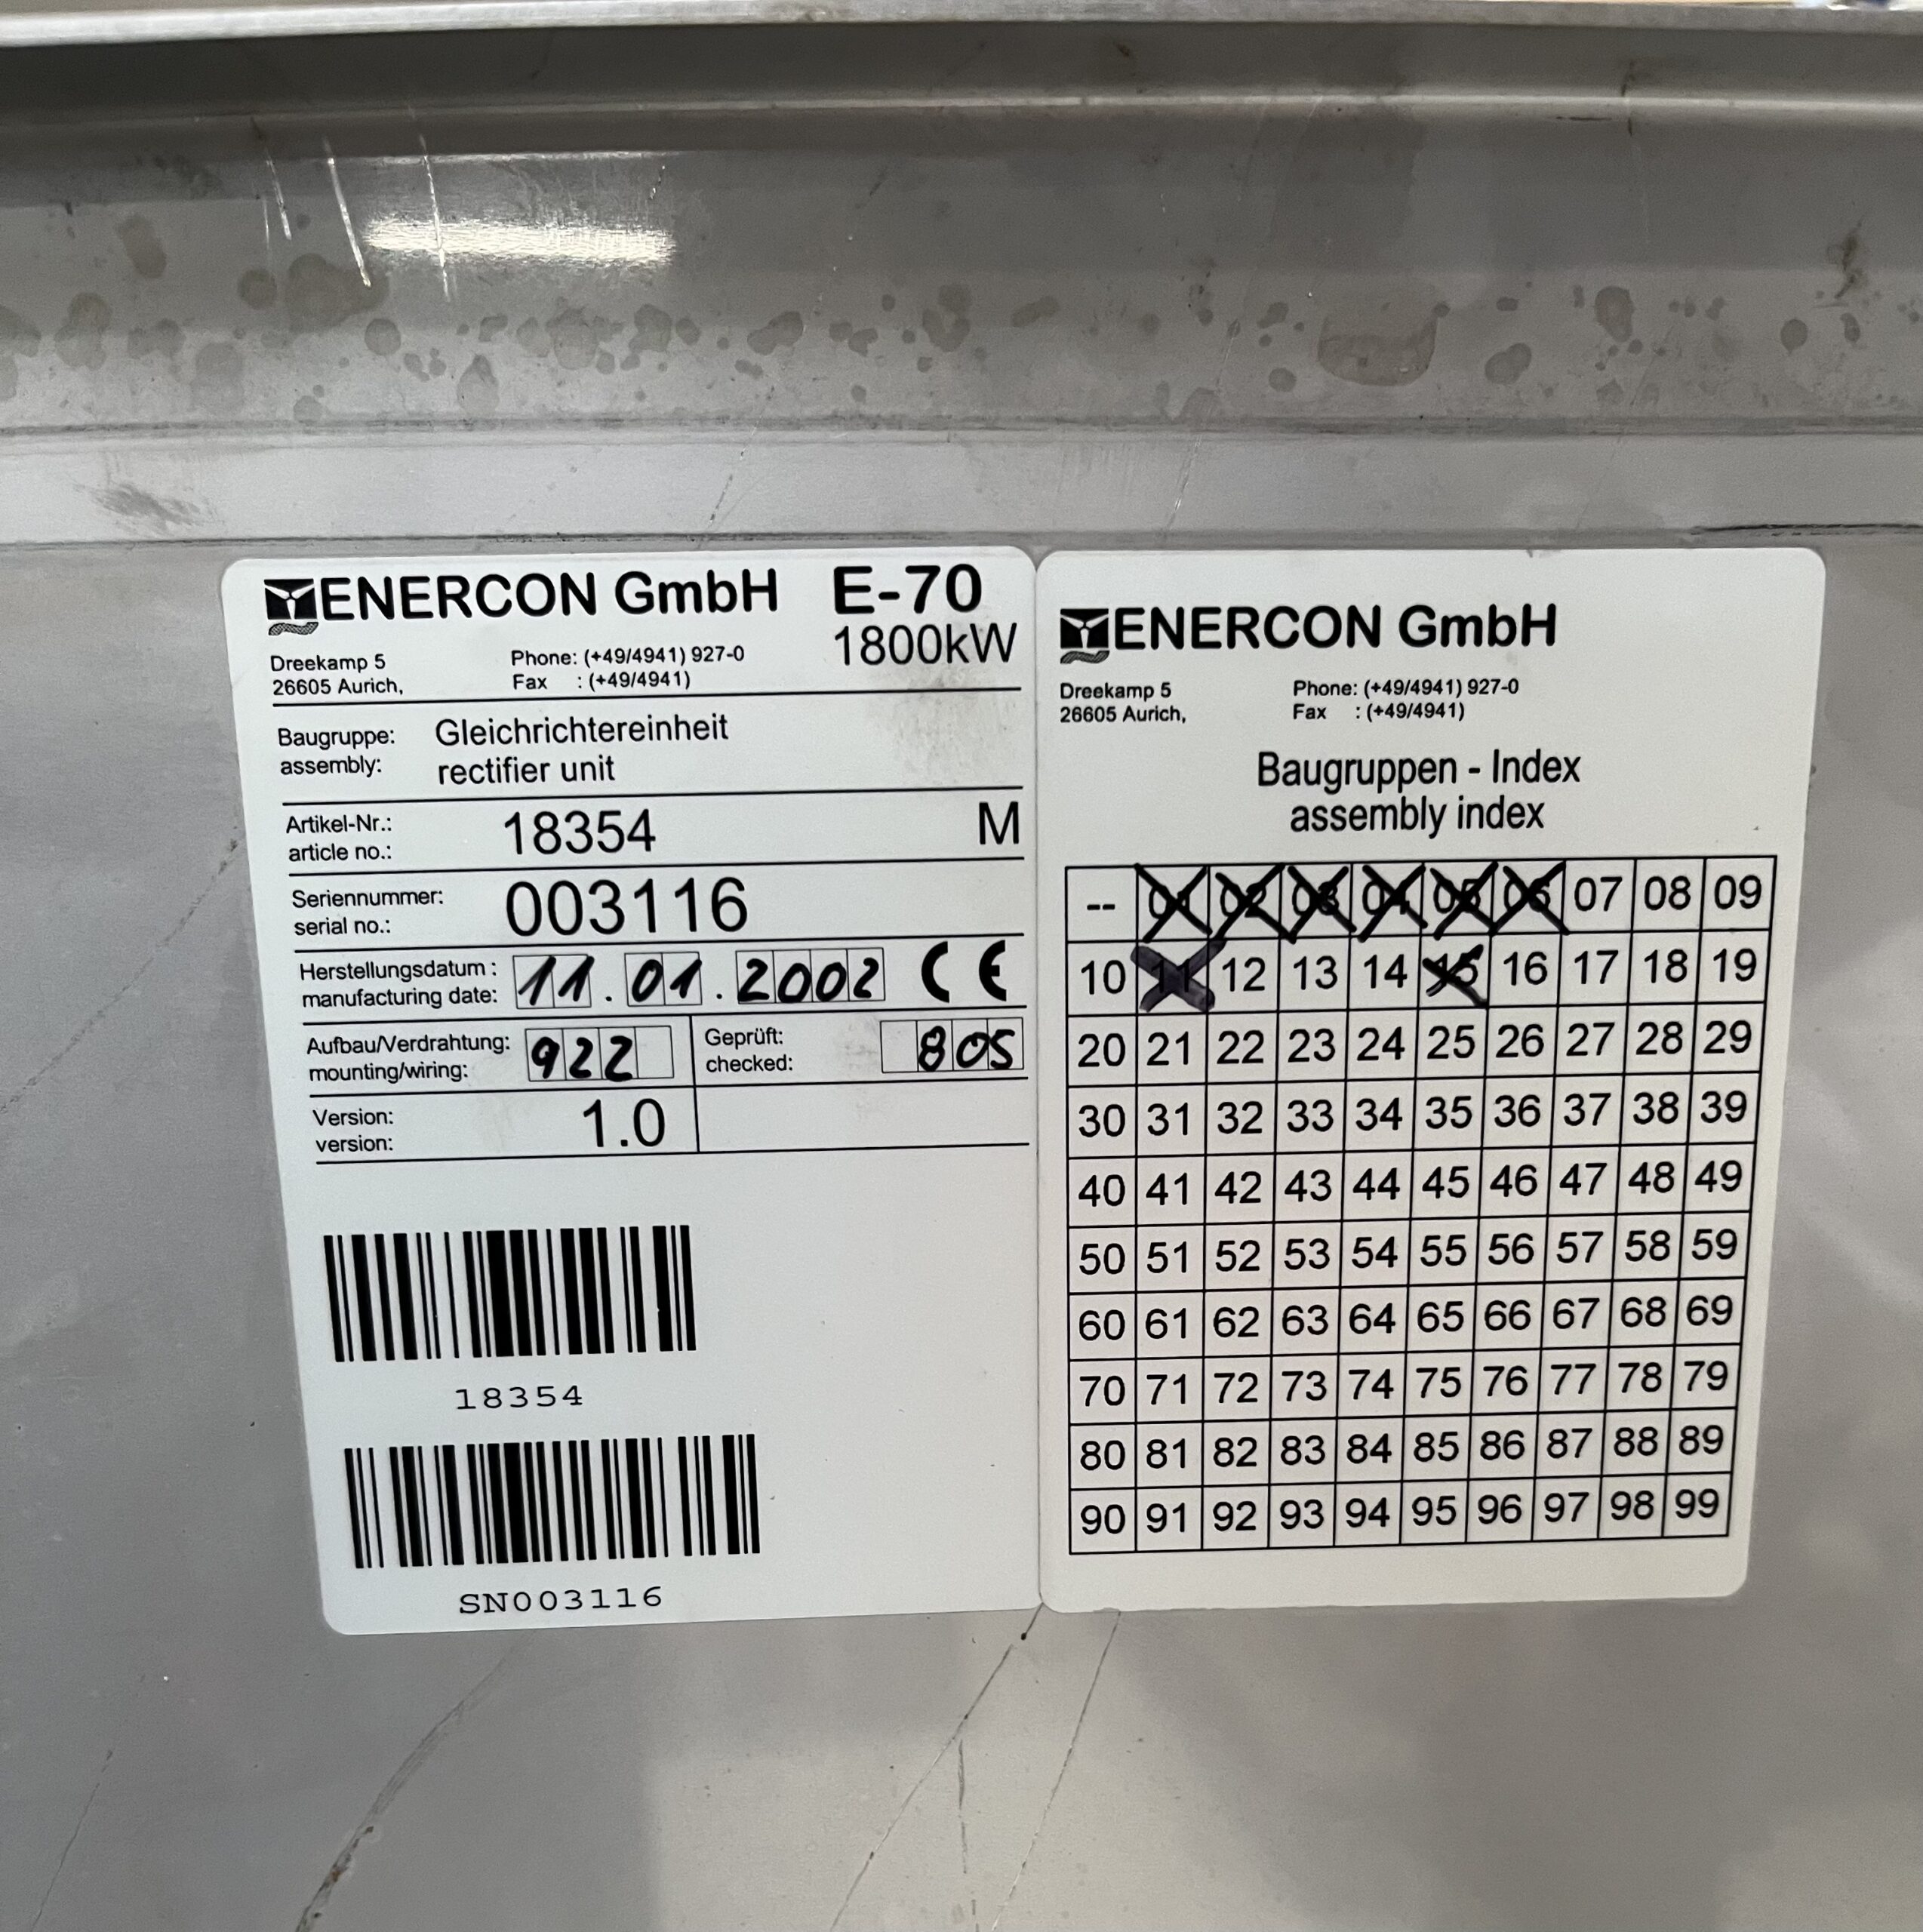 ENERCON GmbH E-70
1800kW
Dreekamp 5 Phone: (+49/4941) 927-0
26605 Aurich, Fax : (+49/4941)
Baugruppe: Gleichrichtereinheit
assembly: rectifier unit
Artikel-Nr.: 18354 M
article no.:
Seriennummer: 003116
serial no.:
Herstellungsdatum : 11.01.2002 CE
manufacturing date:
Aufbau/Verdrahtung: 922 Geprüft: 805
mounting/wiring: checked:
Version: 1.0
version:
18354
SN003116
ENERCON GmbH
Dreekamp 5 Phone: (+49/4941) 927-0
26605 Aurich, Fax : (+49/4941)
Baugruppen - Index
assembly index
-- 01 02 03 04 05 06 07 08 09
10 11 12 13 14 15 16 17 18 19
20 21 22 23 24 25 26 27 28 29
30 31 32 33 34 35 36 37 38 39
40 41 42 43 44 45 46 47 48 49
50 51 52 53 54 55 56 57 58 59
60 61 62 63 64 65 66 67 68 69
70 71 72 73 74 75 76 77 78 79
80 81 82 83 84 85 86 87 88 89
90 91 92 93 94 95 96 97 98 99